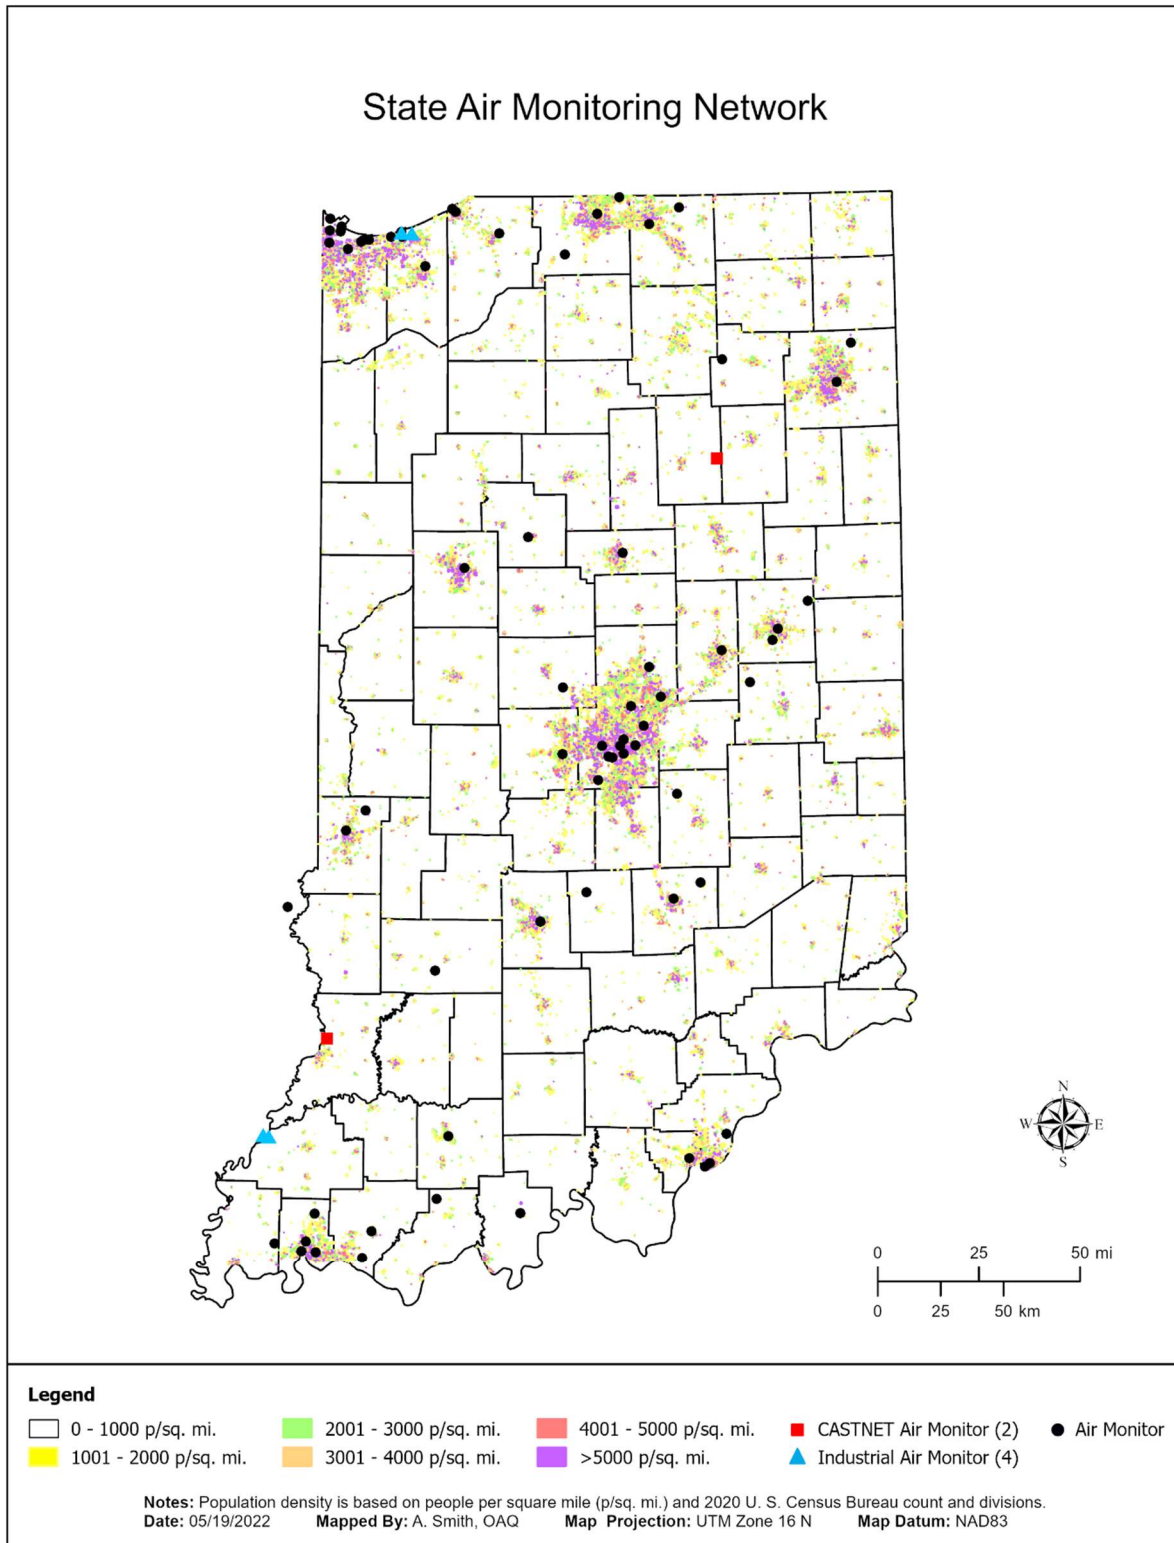 State Air Monitoring Network
N
W E
S
0 25 50 mi
0 25 50 km
Legend
0 - 1000 p/sq. mi. 2001 - 3000 p/sq. mi. 4001 - 5000 p/sq. mi. CASTNET Air Monitor (2) Air Monitor
1001 - 2000 p/sq. mi. 3001 - 4000 p/sq. mi. >5000 p/sq. mi. Industrial Air Monitor (4)
Notes: Population density is based on people per square mile (p/sq. mi.) and 2020 U. S. Census Bureau count and divisions.
Date: 05/19/2022 Mapped By: A. Smith, OAQ Map Projection: UTM Zone 16 N Map Datum: NAD83